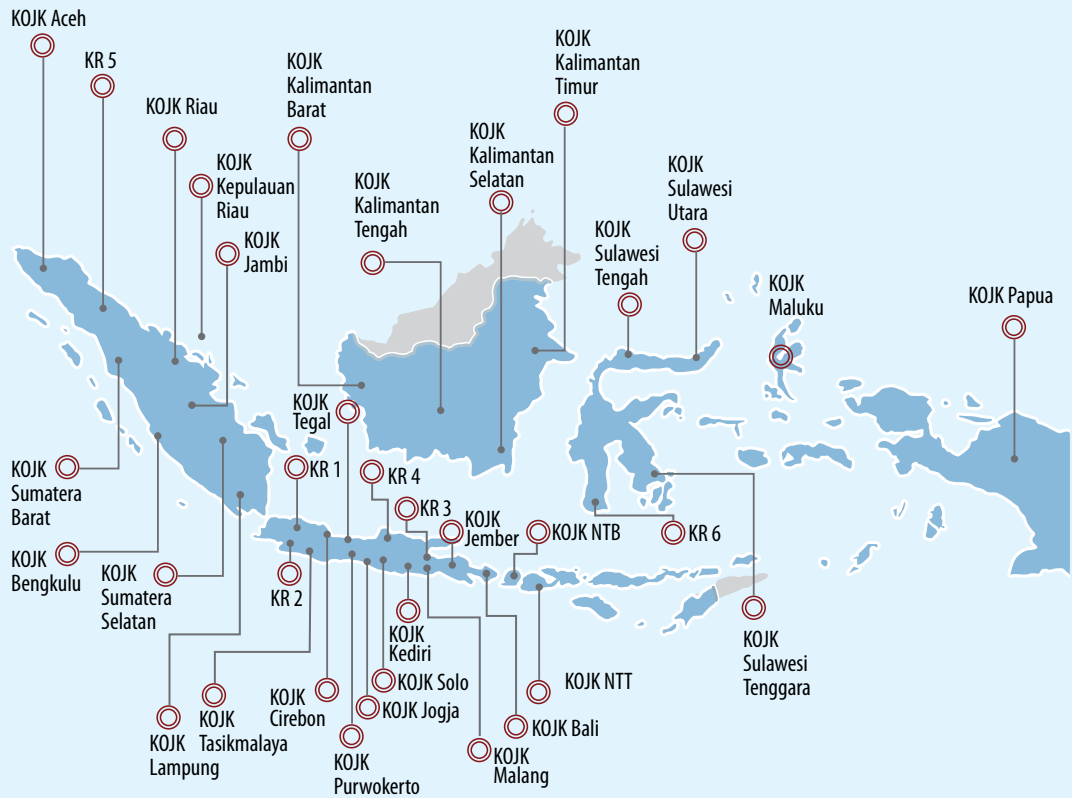 KOJK Aceh
KR 5
KOJK Riau
KOJK
Kepulauan
Riau
KOJK
Jambi
KOJK
Kalimantan
Barat
KOJK
Kalimantan
Tengah
KOJK
Kalimantan
Selatan
KOJK
Kalimantan
Timur
KOJK
Sulawesi
Tengah
KOJK
Sulawesi
Utara
KOJK
Maluku
KOJK Papua
KOJK
Sumatera
Barat
KOJK
Bengkulu
KOJK
Sumatera
Selatan
KOJK
Lampung
KOJK
Tasikmalaya
KOJK
Tegal
KR 1
KR 2
KR 4
KR 3
KOJK
Jember
KOJK NTB
KR 6
KOJK
Cirebon
KOJK
Purwokerto
KOJK Jogja
KOJK Solo
KOJK
Kediri
KOJK
Malang
KOJK Bali
KOJK NTT
KOJK
Sulawesi
Tenggara